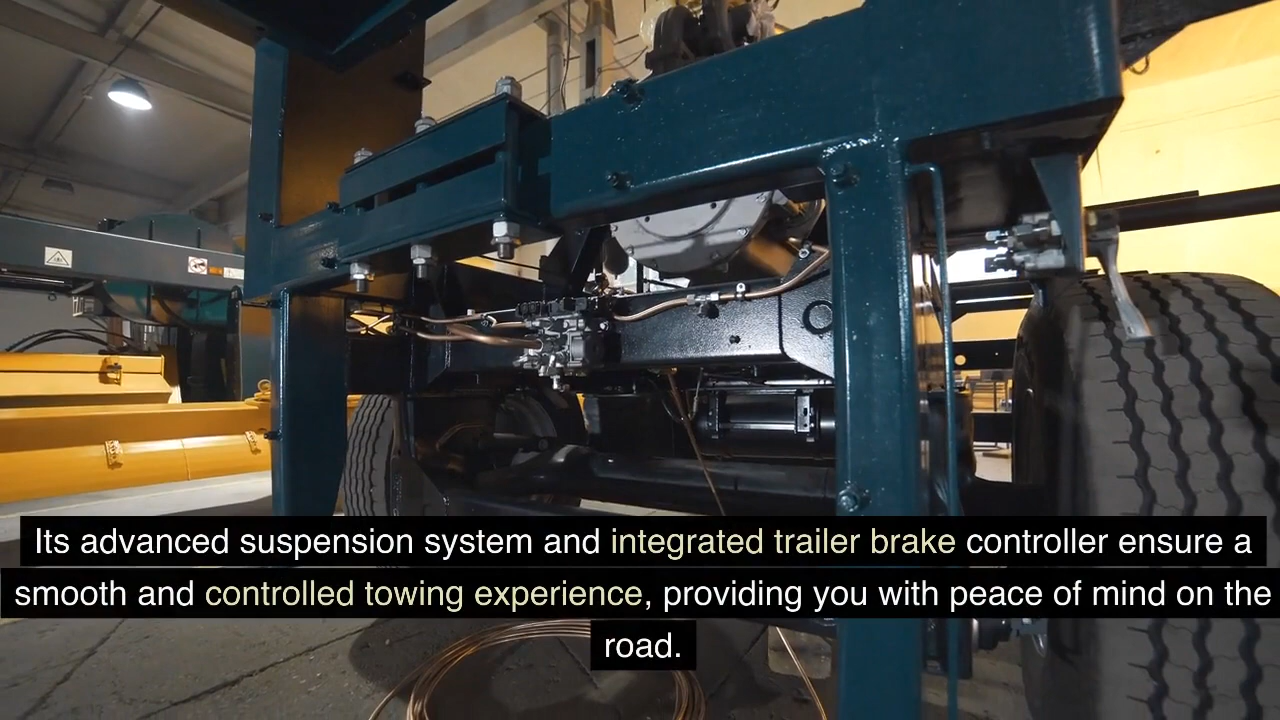 Its advanced suspension system and integrated trailer brake controller ensure a
smooth and controlled towing experience, providing you with peace of mind on the
road.